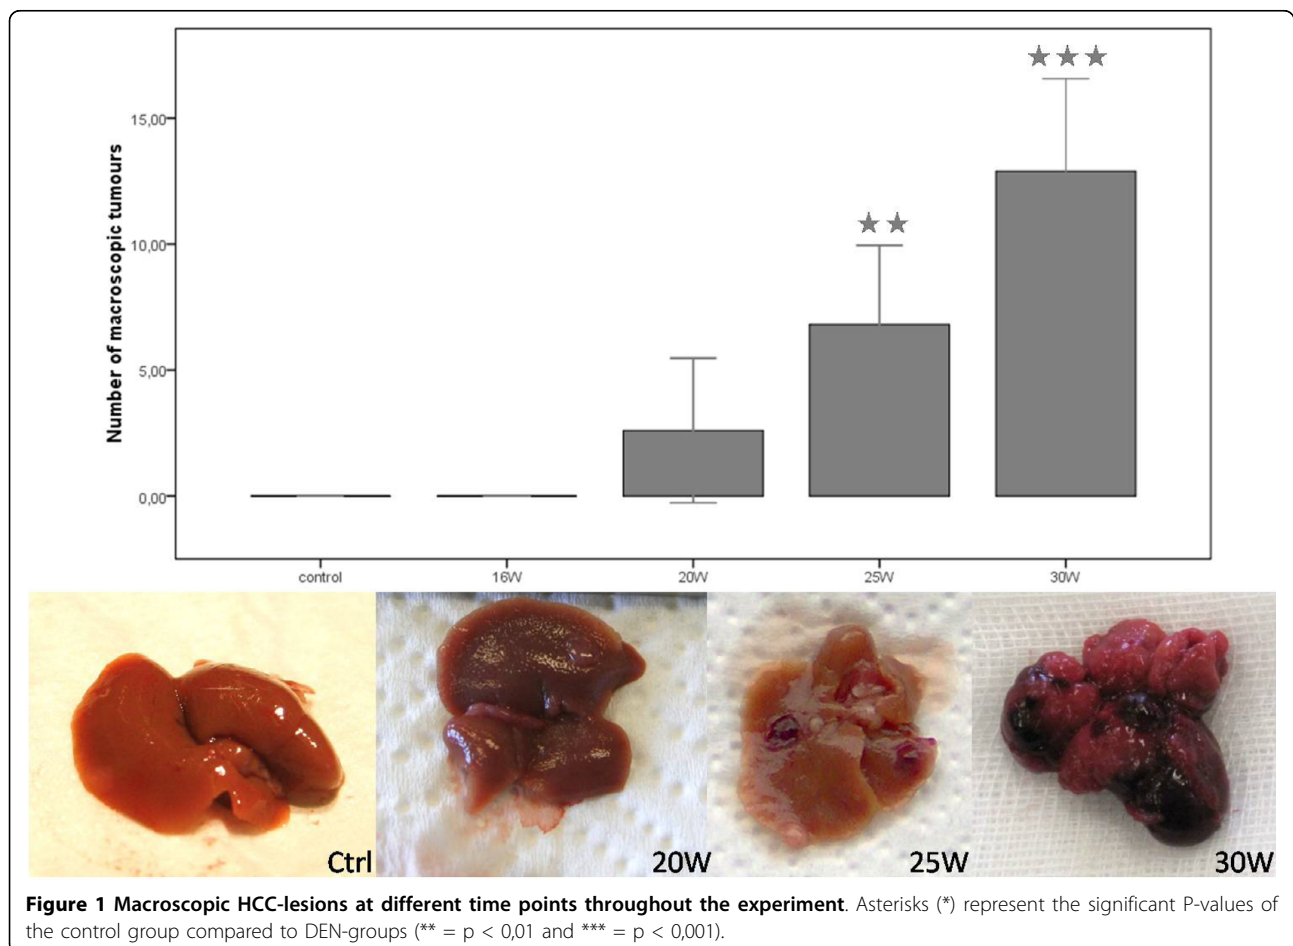 ★★★
15,00
★★
10,00
Number of macroscopic tumours
5,00
0,00
control 16W 20W 25W 30W
Ctrl 20W 25W 30W
Figure 1 Macroscopic HCC-lesions at different time points throughout the experiment. Asterisks (*) represent the significant P-values of
the control group compared to DEN-groups (** = p < 0,01 and *** = p < 0,001).